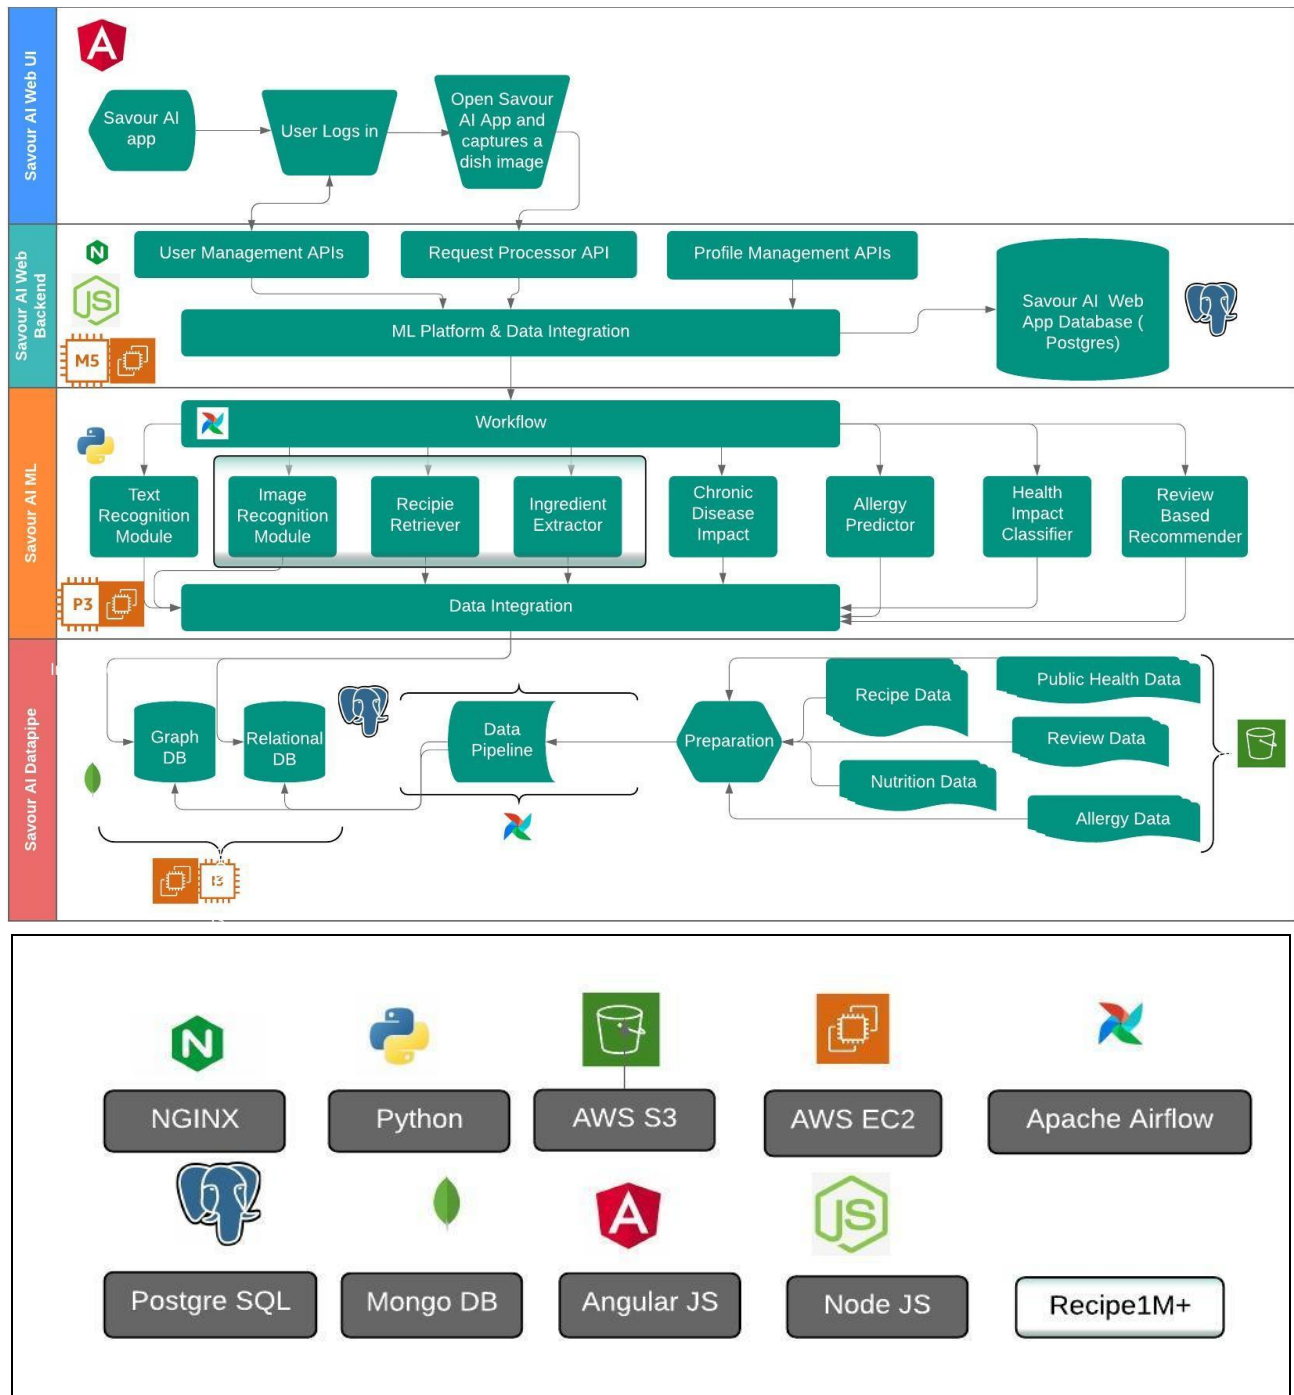 Savour AI Web UI
Savour AI
app
User Logs in
Open Savour
AI App and
captures a
dish image
Savour AI Web
Backend
User Management APIs
Request Processor API
Profile Management APIs
JS
M5
ML Platform & Data Integration
Savour AI Web
App Database (
Postgres)
Savour AI ML
Workflow
Text
Recognition
Module
Image
Recognition
Module
Recipie
Retriever
Ingredient
Extractor
Chronic
Disease
Impact
Allergy
Predictor
Health
Impact
Classifier
Review
Based
Recommender
P3
Data Integration
Savour AI Datapipe
Graph
DB
Relational
DB
Data
Pipeline
Preparation
Recipe Data
Public Health Data
Review Data
Nutrition Data
Allergy Data
I3
NGINX
Python
AWS S3
AWS EC2
Apache Airflow
JS
Postgre SQL
Mongo DB
Angular JS
Node JS
Recipe1M+